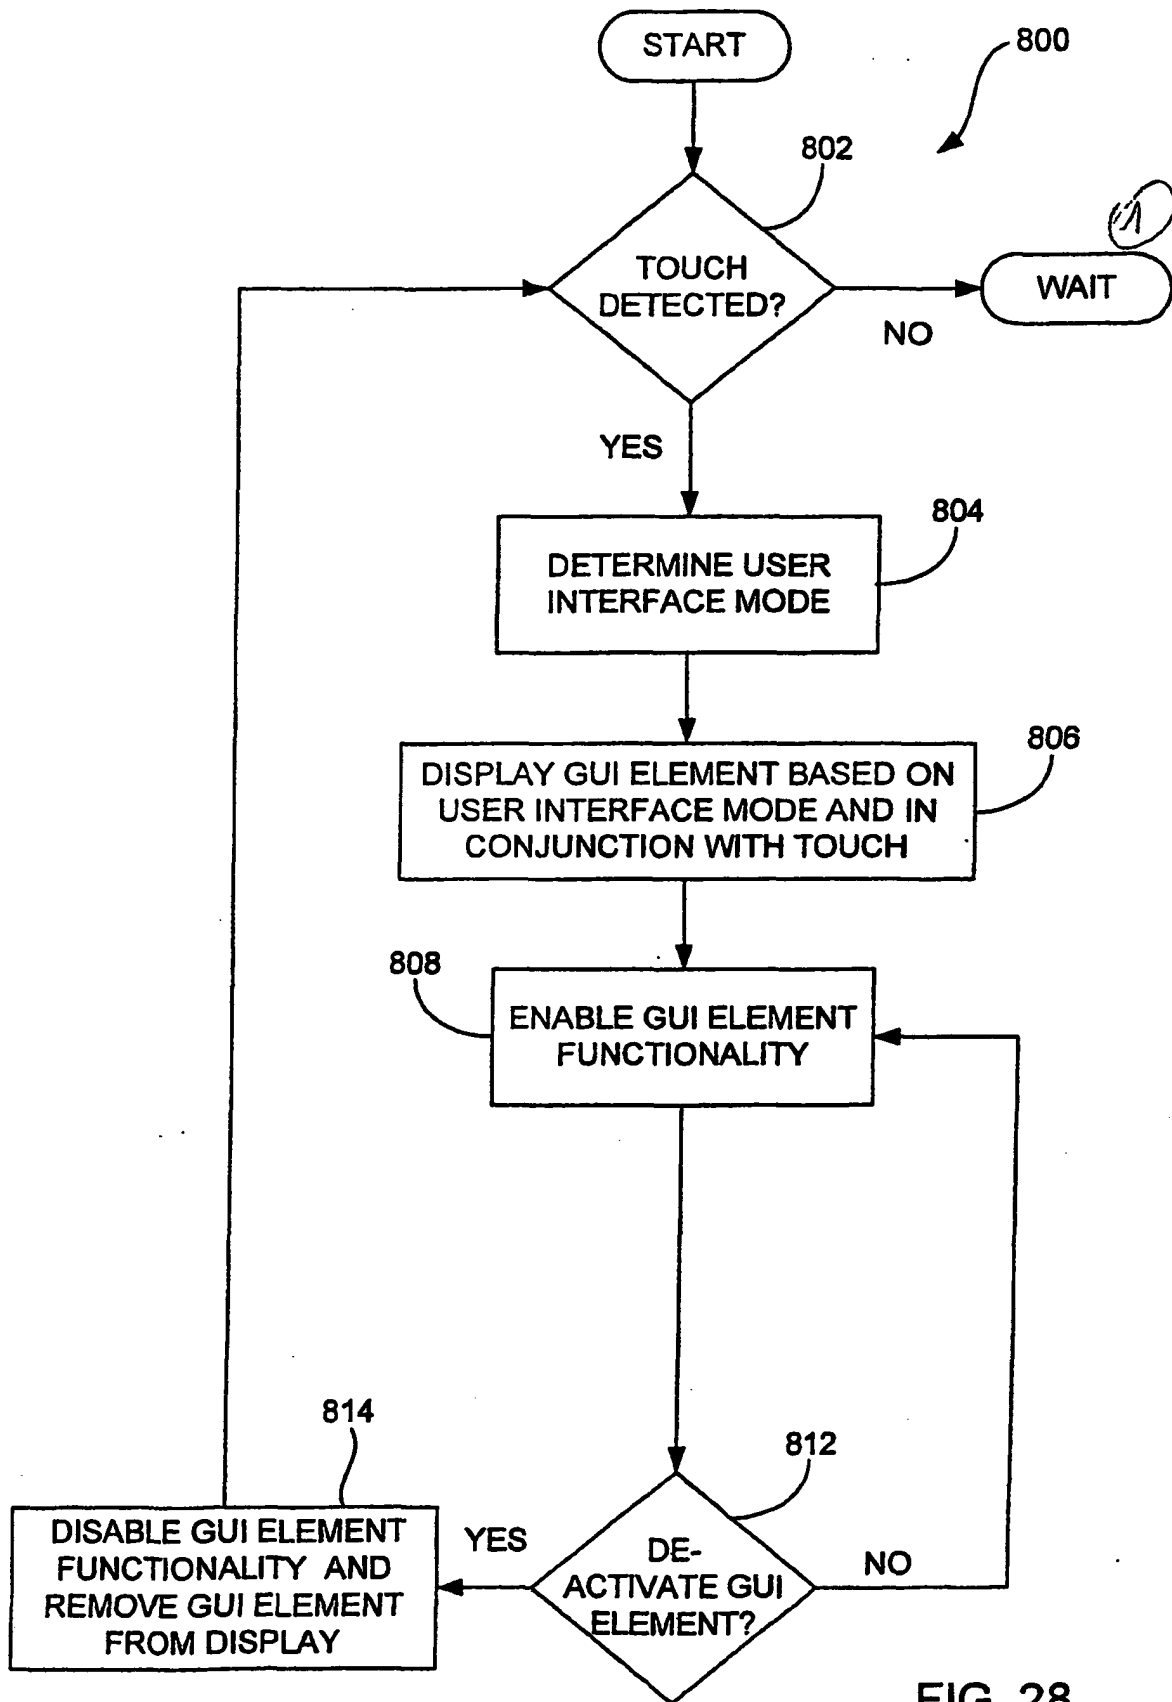 START
800
802
TOUCH
DETECTED?
WAIT
NO
YES
804
DETERMINE USER
INTERFACE MODE
806
DISPLAY GUI ELEMENT BASED ON
USER INTERFACE MODE AND IN
CONJUNCTION WITH TOUCH
808
ENABLE GUI ELEMENT
FUNCTIONALITY
814
812
DISABLE GUI ELEMENT
FUNCTIONALITY AND
REMOVE GUI ELEMENT
FROM DISPLAY
YES
DE-
ACTIVATE GUI
ELEMENT?
NO
FIG. 28